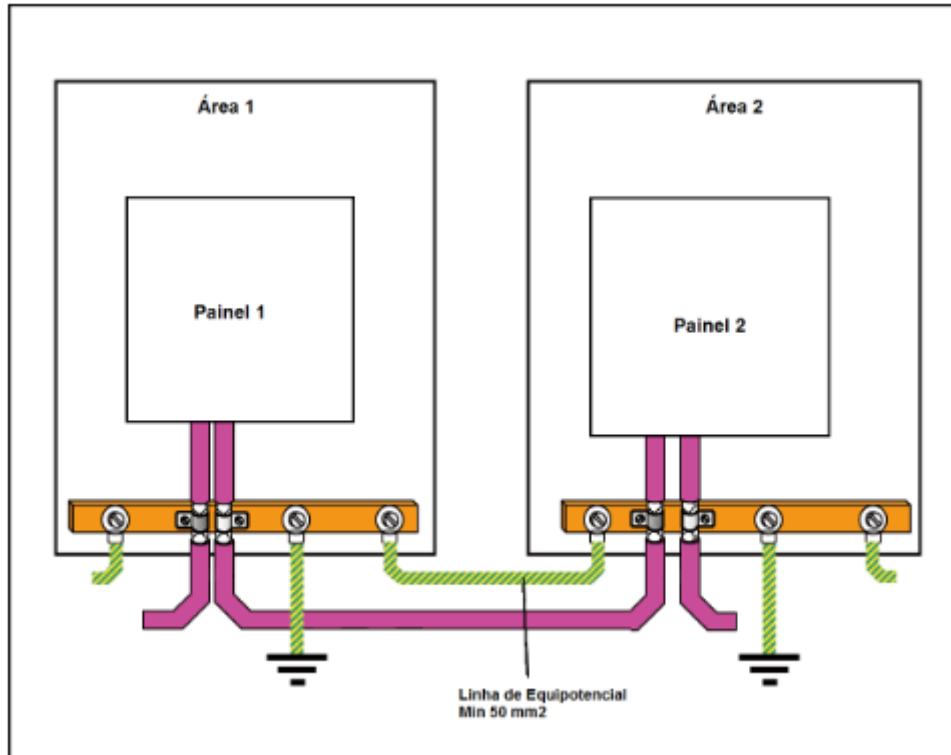 Área 1
Área 2
Painel 1
Painel 2
Linha de Equipotencial
Min 50 mm2